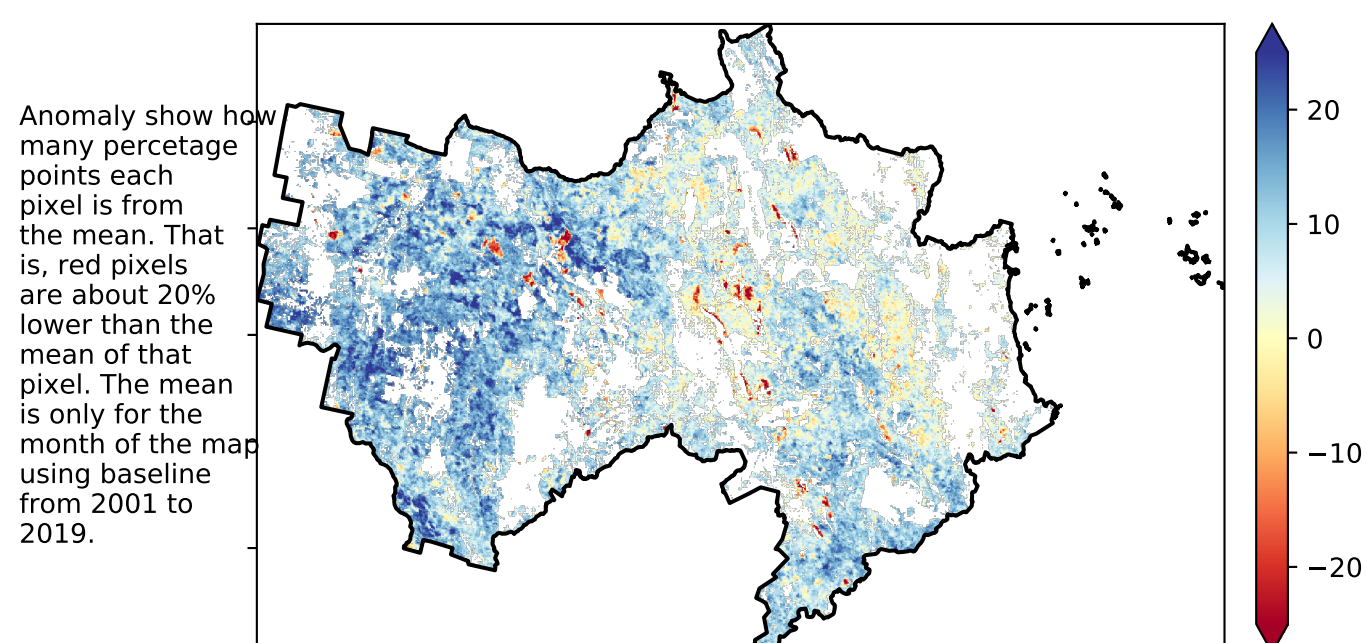 Anomaly show how
many percetage
points each
pixel is from
the mean. That
is, red pixels
are about 20%
lower than the
mean of that
pixel. The mean
is only for the
month of the map
using baseline
from 2001 to
2019.
20
10
0
−10
−20